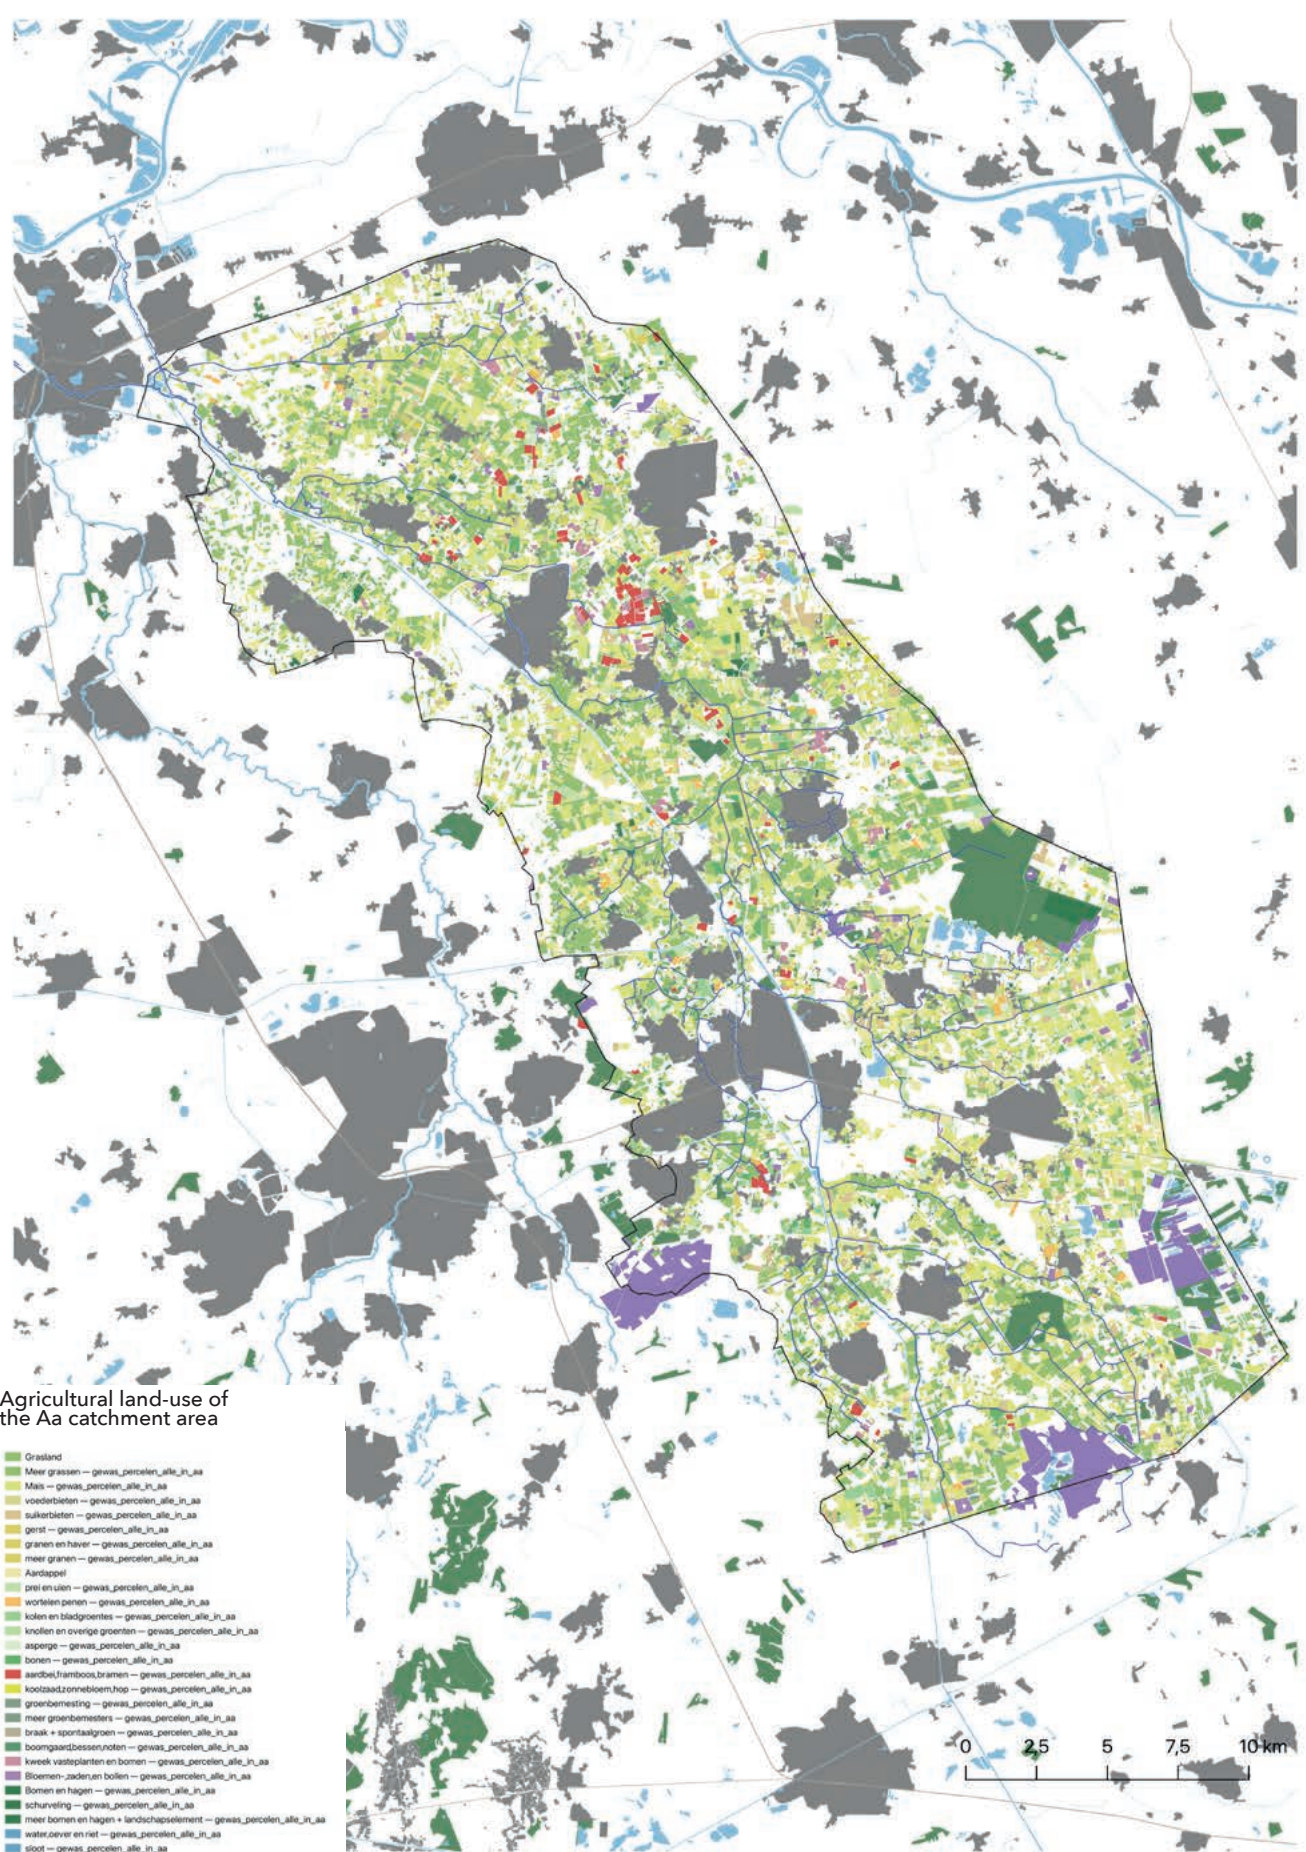 Agricultural land-use of
the Aa catchment area
Grasland
Meer grassen — gewas_percelen_alle_in_aa
Mais — gewas_percelen_alle_in_aa
voederbieten — gewas_percelen_alle_in_aa
suikerbieten — gewas_percelen_alle_in_aa
gerst — gewas_percelen_alle_in_aa
granen en haver — gewas_percelen_alle_in_aa
meer granen — gewas_percelen_alle_in_aa
Aardappel
prei en uien — gewas_percelen_alle_in_aa
wortel en penen — gewas_percelen_alle_in_aa
kolen en bladgroentes — gewas_percelen_alle_in_aa
knollen en overige groenten — gewas_percelen_alle_in_aa
asperge — gewas_percelen_alle_in_aa
bonen — gewas_percelen_alle_in_aa
aardbei,framboos,bramen — gewas_percelen_alle_in_aa
koolzaad,zonnebloem,hop — gewas_percelen_alle_in_aa
groenbemesting — gewas_percelen_alle_in_aa
meer groenbemesters — gewas_percelen_alle_in_aa
braak + spontaalgroen — gewas_percelen_alle_in_aa
boomgaard,bessen,noten — gewas_percelen_alle_in_aa
kweek vasteplanten en bomen — gewas_percelen_alle_in_aa
Bloemen-,zaden,en bollen — gewas_percelen_alle_in_aa
Bomen en hagen — gewas_percelen_alle_in_aa
schurveling — gewas_percelen_alle_in_aa
meer bomen en hagen + landschapselement — gewas_percelen_alle_in_aa
water,oever en riet — gewas_percelen_alle_in_aa
sloot — gewas_percelen_alle_in_aa
0 2,5 5 7,5 10 km